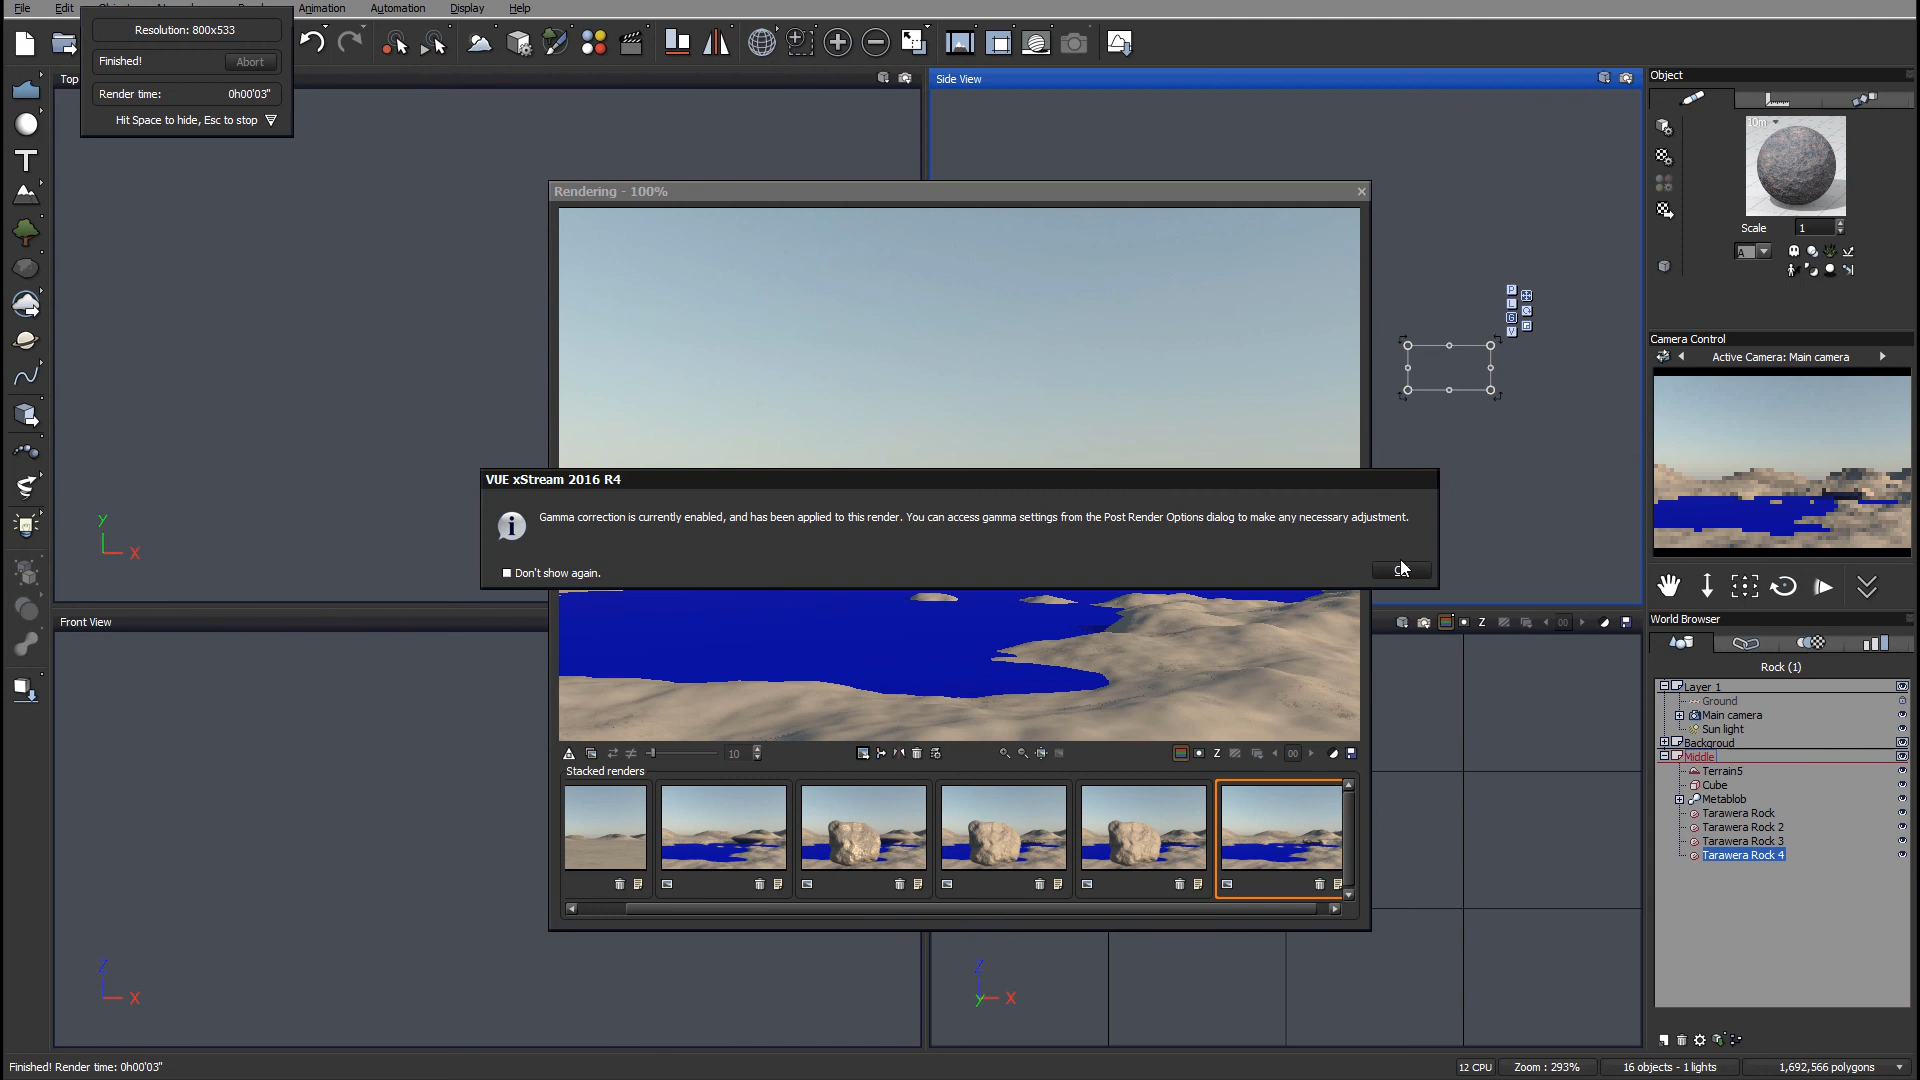 File Edit Animation Automation Display Help
Resolution: 800x533
Finished! Abort
Render time: 0h00'03"
Hit Space to hide, Esc to stop
Top
Side View
Object
10m
Scale 1
A
Rendering - 100%
P
L
G
V
Camera Control
Active Camera: Main camera
VUE xStream 2016 R4
Gamma correction is currently enabled, and has been applied to this render. You can access gamma settings from the Post Render Options dialog to make any necessary adjustment.
Don't show again.
y
X
Front View
Z 00
World Browser
Rock (1)
Layer 1
Ground
Main camera
Sun light
Backgroud
Middle
Terrain5
Cube
Metablob
Tarawera Rock
Tarawera Rock 2
Tarawera Rock 3
Tarawera Rock 4
10 Z 00
Stacked renders
Z
X
Z
y X
Finished! Render time: 0h00'03"
12 CPU Zoom : 293% 16 objects - 1 lights 1,692,566 polygons